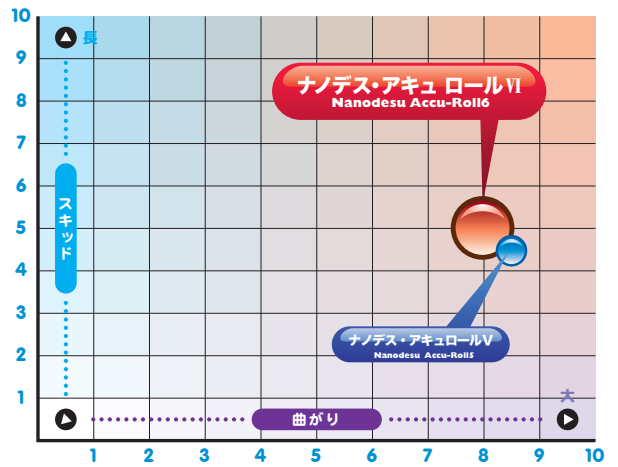 10
長
9
ナノデス・アキュ ロールⅥ
Nanodesu Accu-Roll6
8
7
6
スキッド
5
4
3
ナノデス・アキュロールⅤ
Nanodesu Accu-Roll5
2
1
大
曲がり
1 2 3 4 5 6 7 8 9 10